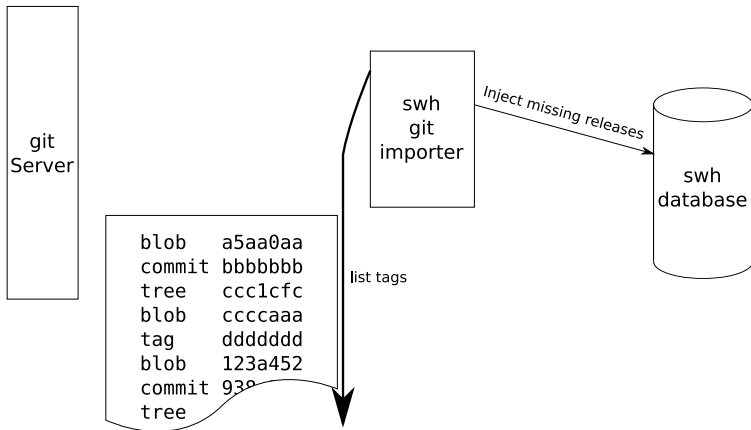 git
Server
swh
git
importer
Inject missing releases
swh
database
blob a5aa0aa
commit bbbbbbb
tree ccc1cfc
blob ccccaaa
tag ddddddd
blob 123a452
commit
tree
list tags